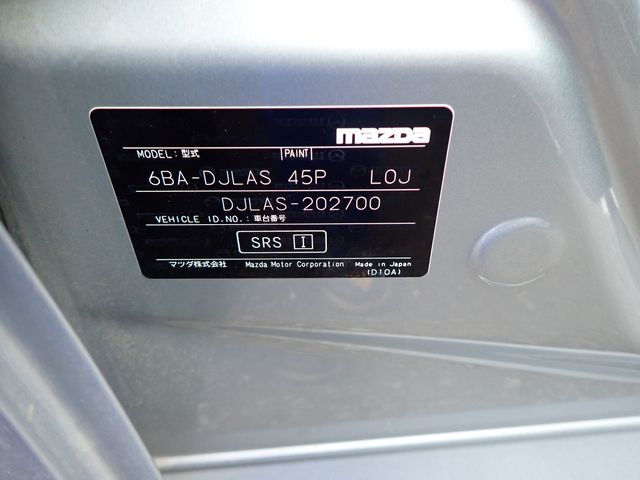 mazda
MODEL: 型式 PAINT
6BA-DJLAS 45P L0J
DJLAS-202700
VEHICLE ID.NO.: 車台番号
SRS I
マツダ株式会社 Mazda Motor Corporation Made in Japan
(D10A)